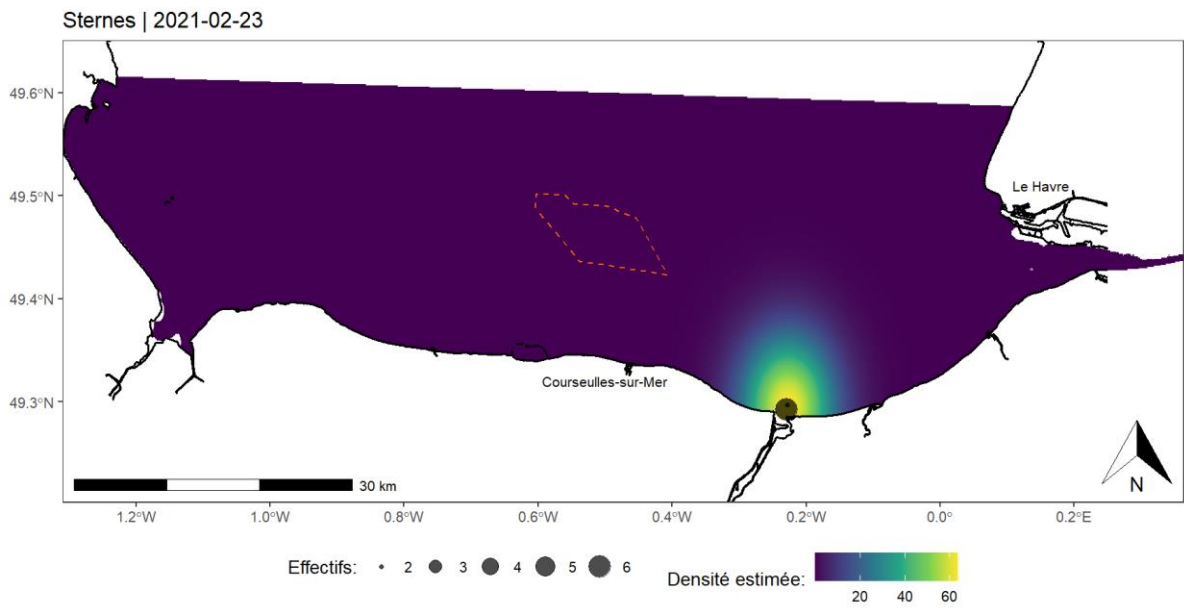 Sternes | 2021-02-23
49.6°N
49.5°N
Le Havre
49.4°N
Courseulles-sur-Mer
49.3°N
30 km
N
1.2°W 1.0°W 0.8°W 0.6°W 0.4°W 0.2°W 0.0° 0.2°E
Effectifs: 2 3 4 5 6
Densité estimée:
20 40 60